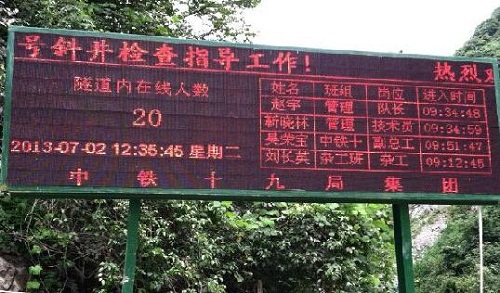 号斜井检查指导工作！ 热烈欢
隧道内在线人数
20
2013-07-02 12:35:45 星期二
姓名 班组 岗位 进入时间
赵宇 管理 队长 09:34:48
靳晓林 管理 技术员 09:34:59
吴荣宝 中铁十 副总工 09:51:47
刘长英 杂工班 杂工 09:12:45
中铁十九局集团